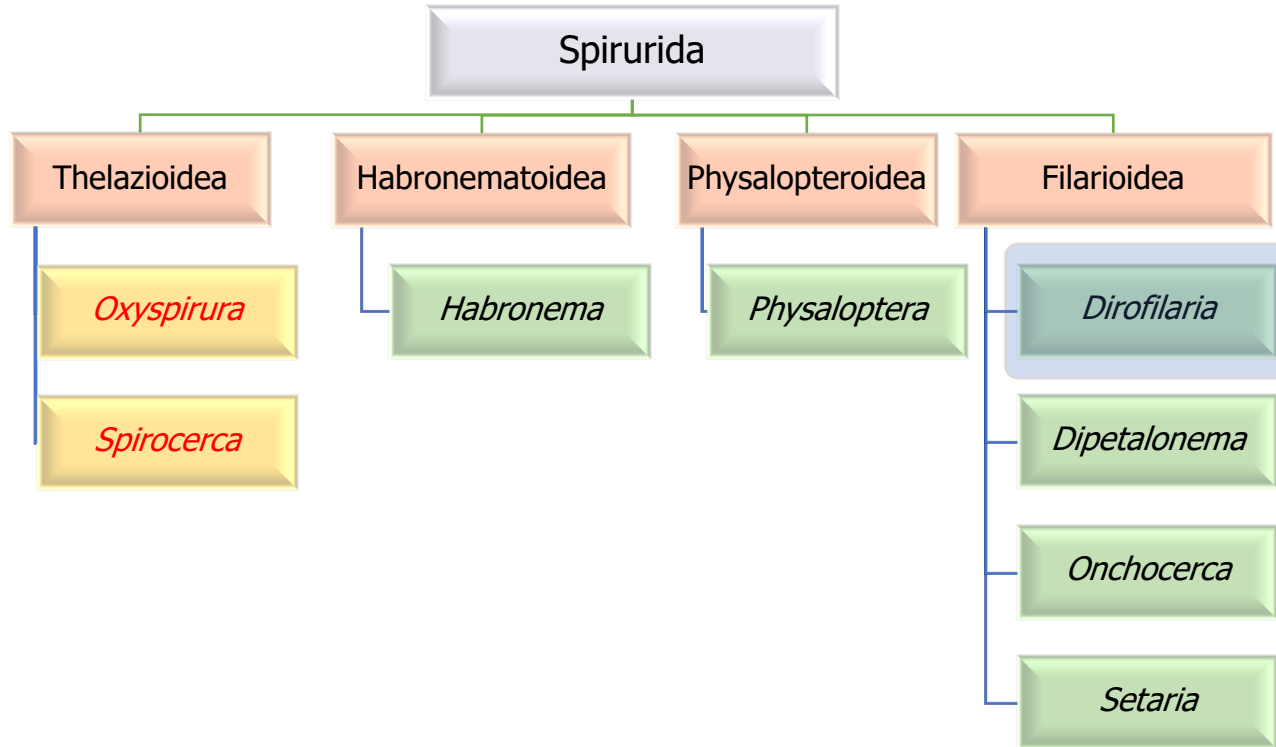 Spirurida
Thelazioidea
Habronematoidea
Physalopteroidea
Filarioidea
Oxyspirura
Habronema
Physaloptera
Dirofilaria
Spirocerca
Dipetalonema
Onchocerca
Setaria